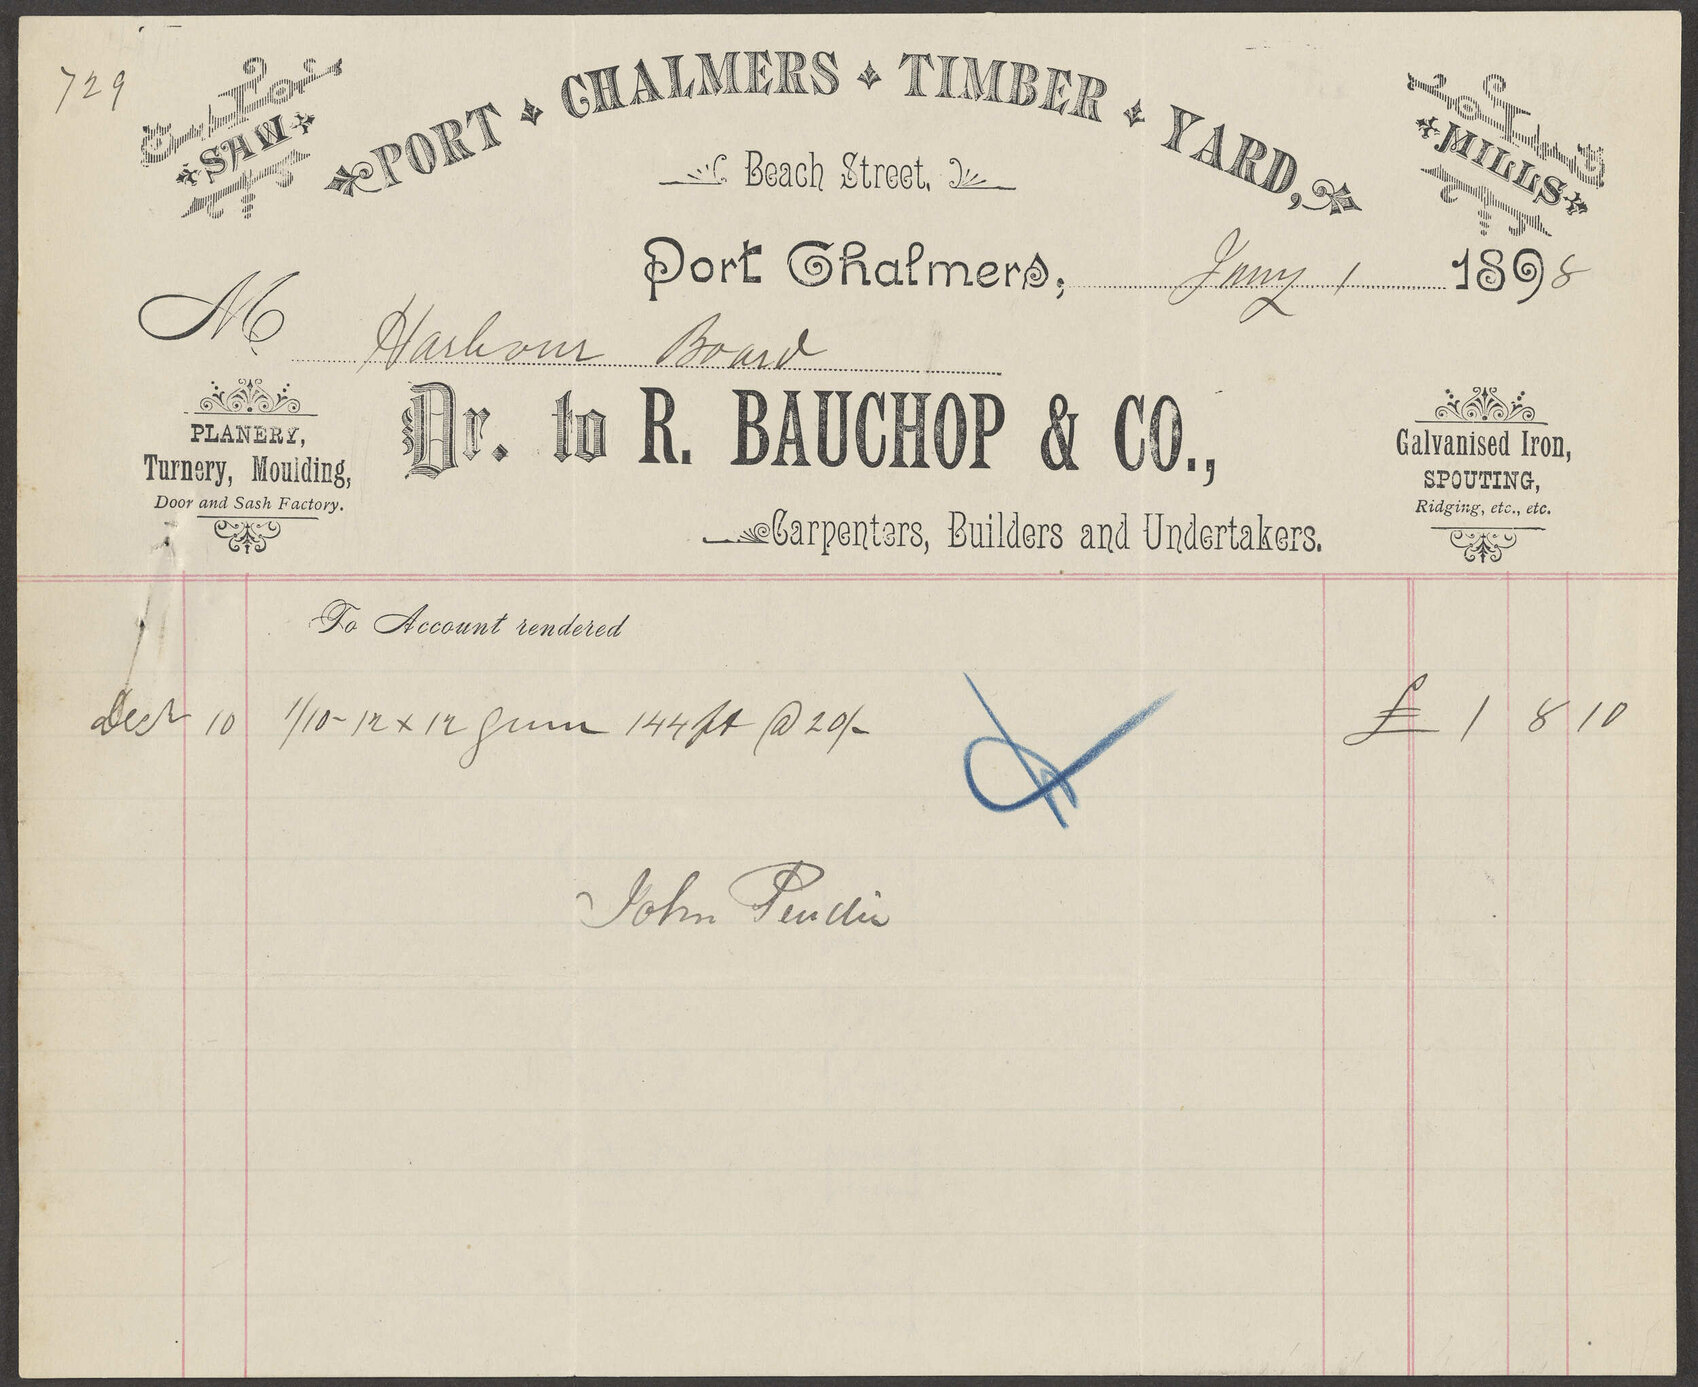 729
SAW
PORT CHALMERS TIMBER YARD,
MILLS
Beach Street.
Port Chalmers, Jany 1 1898
M Harbour Board
Dr. to R. BAUCHOP & CO.,
Carpenters, Builders and Undertakers.
PLANERY,
Turnery, Moulding,
Door and Sash Factory.
Galvanised Iron,
SPOUTING,
Ridging, etc., etc.
To Account rendered
Decr 10 1/10 - 12 x 12 gum 144 ft @ 20/- £ 1 8 10
John